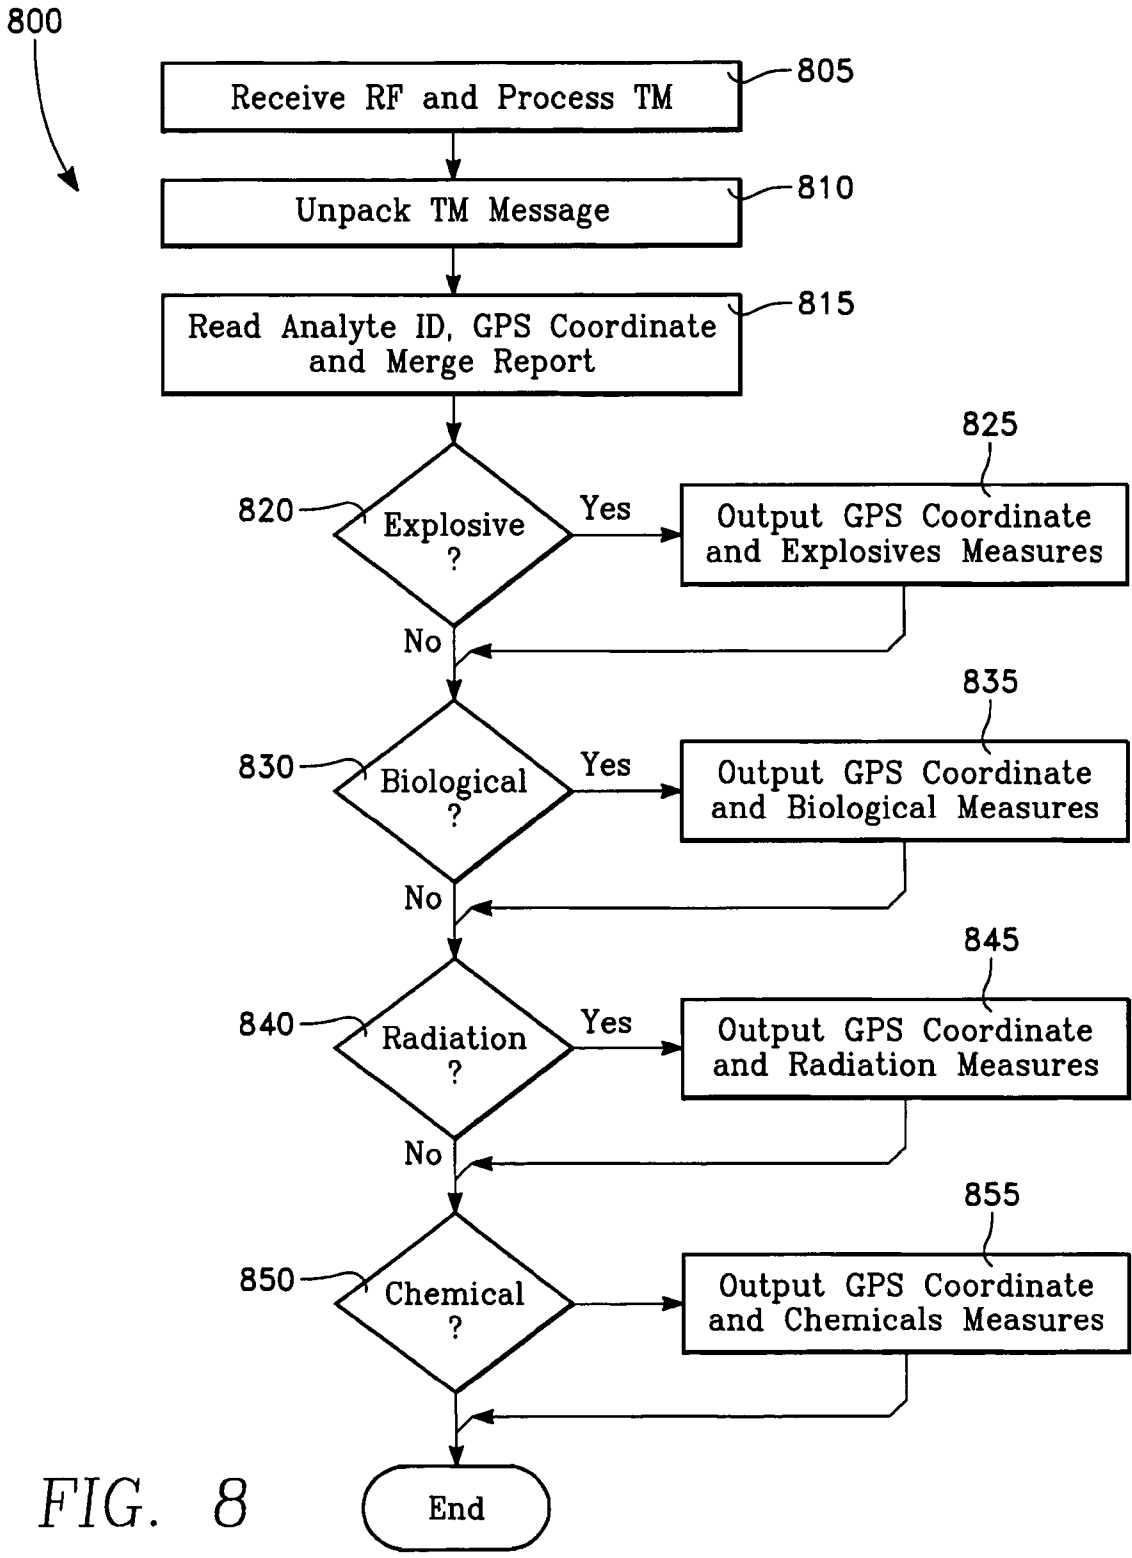 800
Receive RF and Process TM
805
Unpack TM Message
810
Read Analyte ID, GPS Coordinate
and Merge Report
815
820
Explosive
?
Yes
No
825
Output GPS Coordinate
and Explosives Measures
830
Biological
?
Yes
No
835
Output GPS Coordinate
and Biological Measures
840
Radiation
?
Yes
No
845
Output GPS Coordinate
and Radiation Measures
850
Chemical
?
855
Output GPS Coordinate
and Chemicals Measures
End
FIG. 8